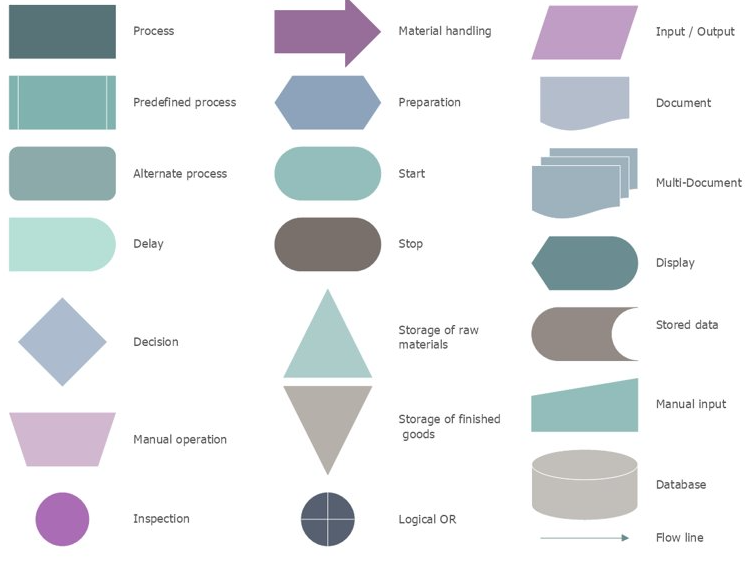 Process
Predefined process
Alternate process
Delay
Decision
Manual operation
Inspection
Material handling
Preparation
Start
Stop
Storage of raw
materials
Storage of finished
goods
Logical OR
Input / Output
Document
Multi-Document
Display
Stored data
Manual input
Database
Flow line